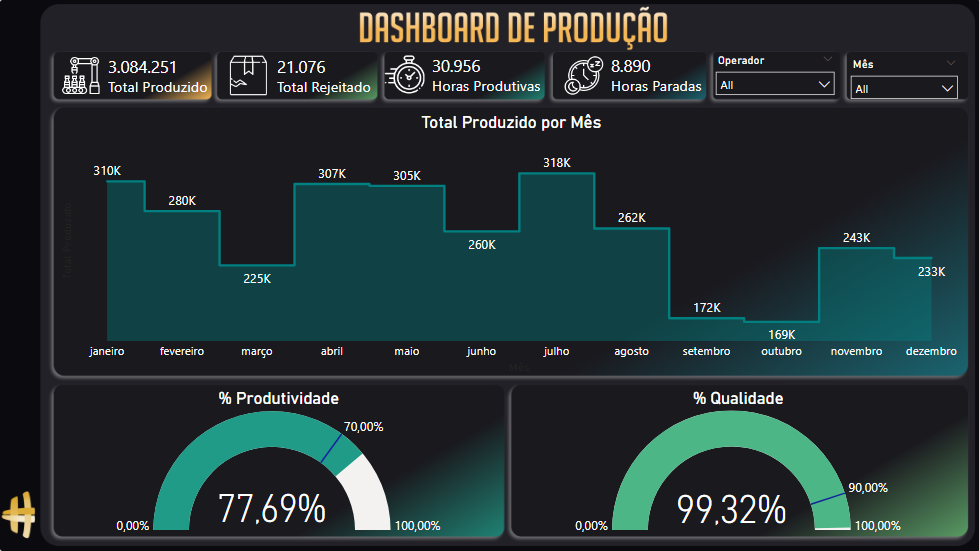 DASHBOARD DE PRODUÇÃO
3.084.251
Total Produzido
21.076
Total Rejeitado
30.956
Horas Produtivas
8.890
Horas Paradas
Operador
All
Mês
All
Total Produzido por Mês
310K
280K
225K
307K
305K
260K
318K
262K
172K
169K
243K
233K
Total Produzido
janeiro fevereiro março abril maio junho julho agosto setembro outubro novembro dezembro
Mês
% Produtividade
70,00%
77,69%
0,00%
100,00%
% Qualidade
90,00%
99,32%
0,00%
100,00%